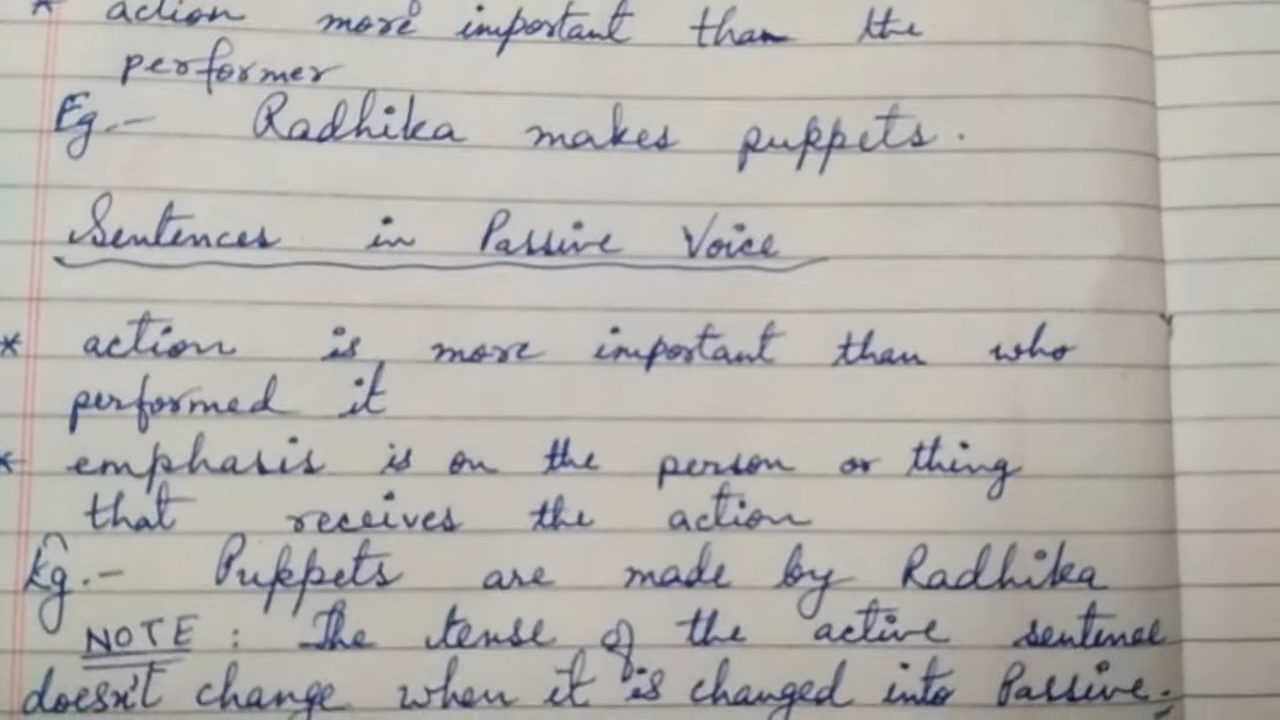 * action more important than the
performer
Eg.- Radhika makes puppets.
Sentences in Passive Voice
* action is more important than who
performed it
* emphasis is on the person or thing
that receives the action
Eg.- Puppets are made by Radhika
NOTE : The tense of the active sentence
doesn't change when it is changed into Passive.